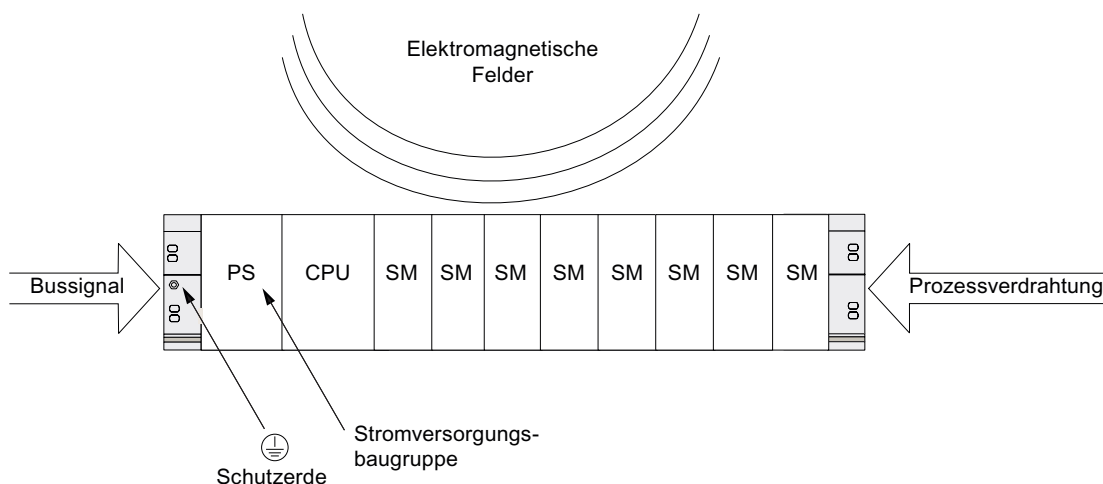 Elektromagnetische
Felder
PS
CPU
SM
SM
SM
SM
SM
SM
SM
SM
Bussignal
Prozessverdrahtung
Stromversorgungs-
baugruppe
Schutzerde